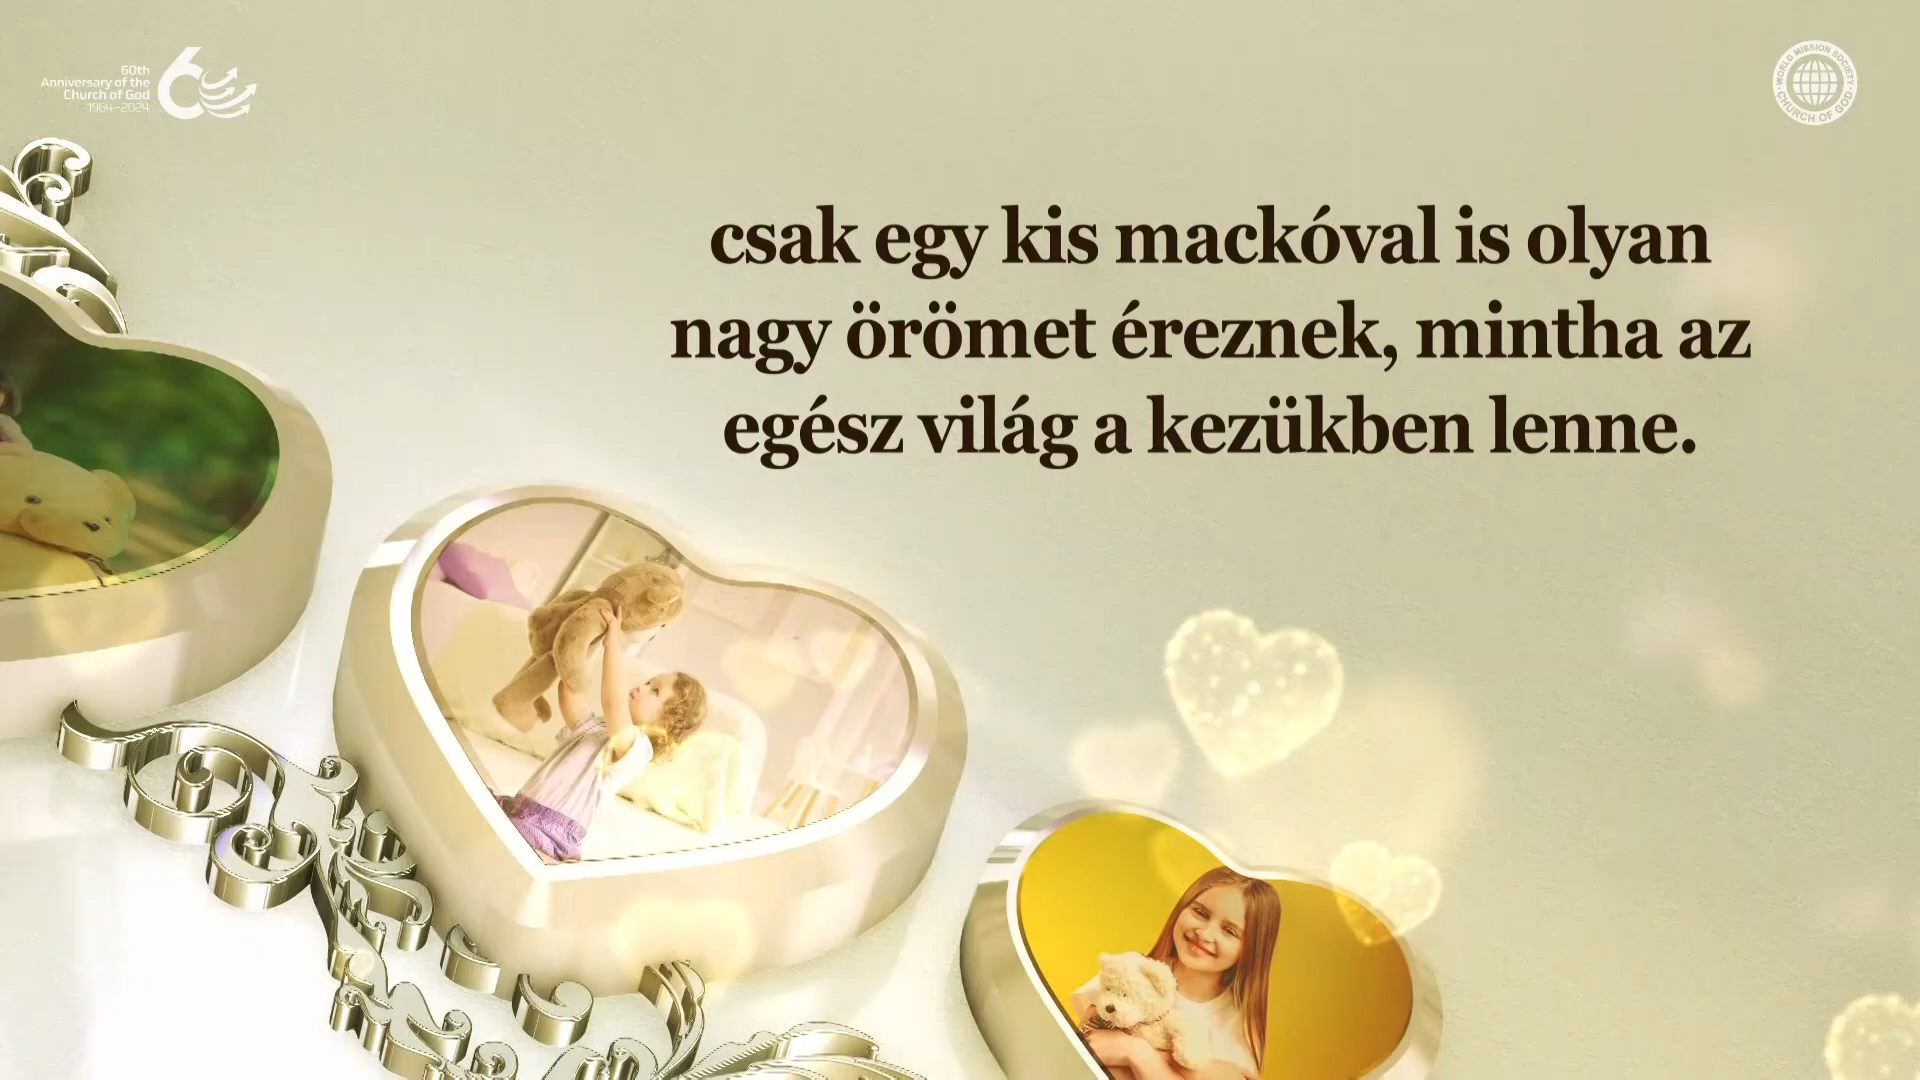 60th
Anniversary of the
Church of God
1964-2024
60
WORLD MISSION SOCIETY
CHURCH OF GOD
csak egy kis mackóval is olyan
nagy örömet éreznek, mintha az
egész világ a kezükben lenne.